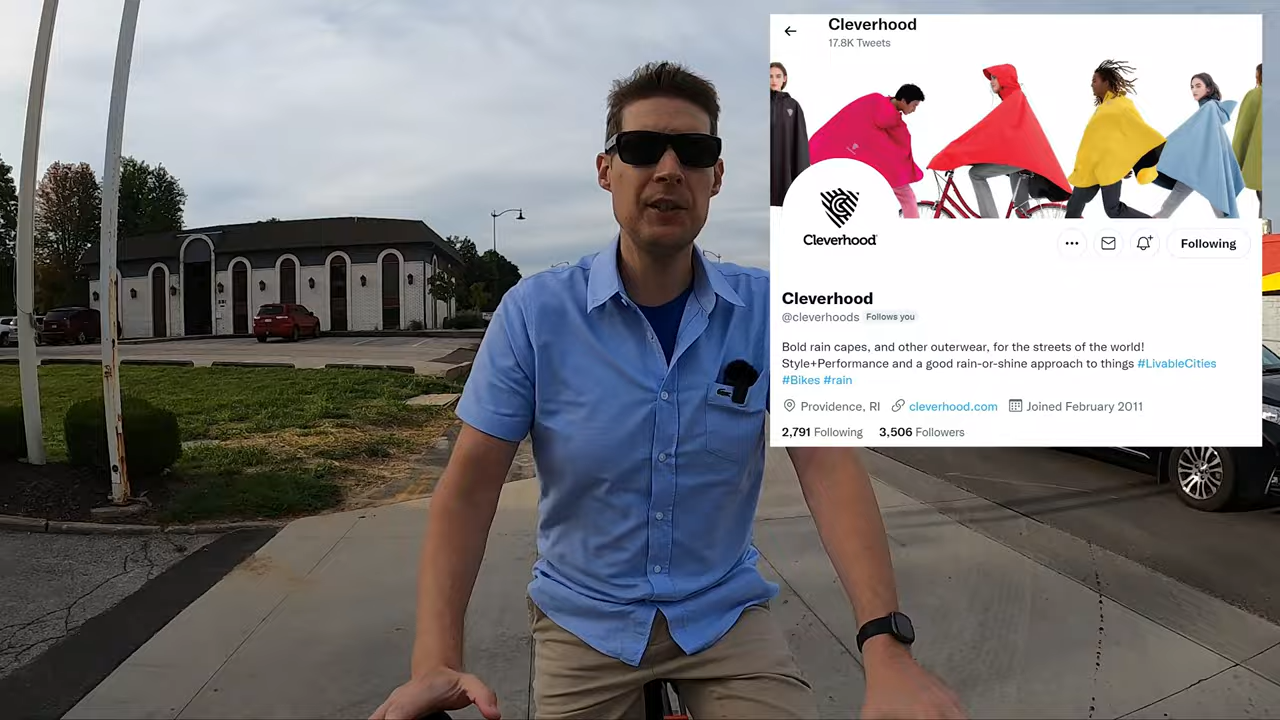 Cleverhood
17.8K Tweets
Cleverhood
Following
Cleverhood
@cleverhoods Follows you
Bold rain capes, and other outerwear, for the streets of the world!
Style+Performance and a good rain-or-shine approach to things #LivableCities
#Bikes #rain
Providence, RI cleverhood.com Joined February 2011
2,791 Following 3,506 Followers